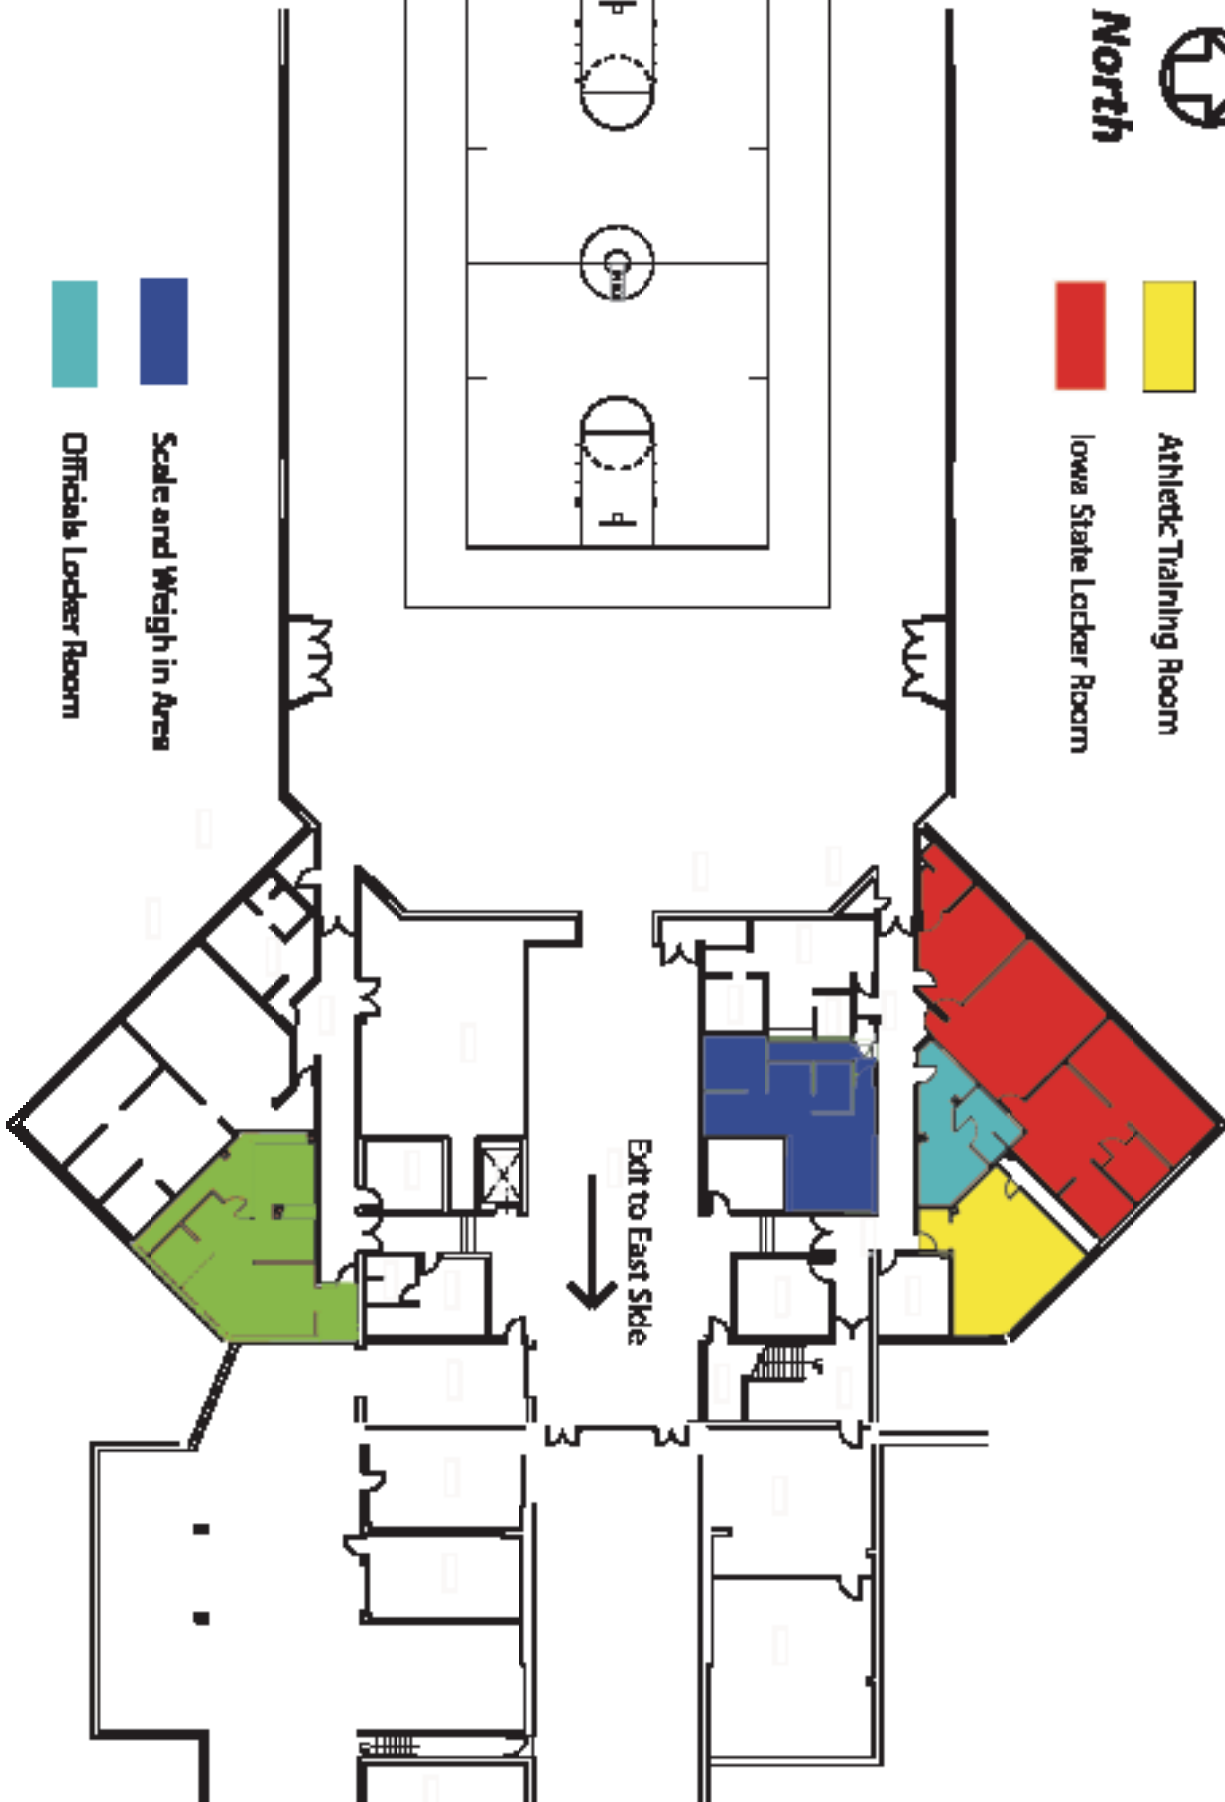 North
Athletic Training Room
Iowa State Locker Room
Scale and Weigh in Area
Officials Locker Room
Exit to East Side